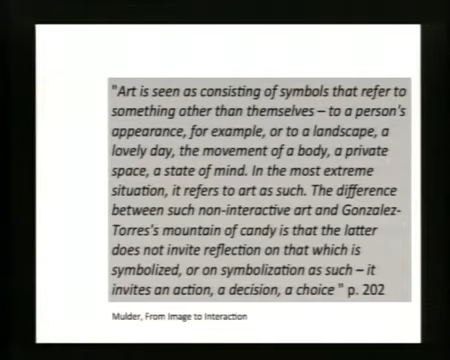 "Art is seen as consisting of symbols that refer to
something other than themselves – to a person's
appearance, for example, or to a landscape, a
lovely day, the movement of a body, a private
space, a state of mind. In the most extreme
situation, it refers to art as such. The difference
between such non-interactive art and Gonzalez-
Torres's mountain of candy is that the latter
does not invite reflection on that which is
symbolized, or on symbolization as such – it
invites an action, a decision, a choice " p. 202
Mulder, From Image to Interaction